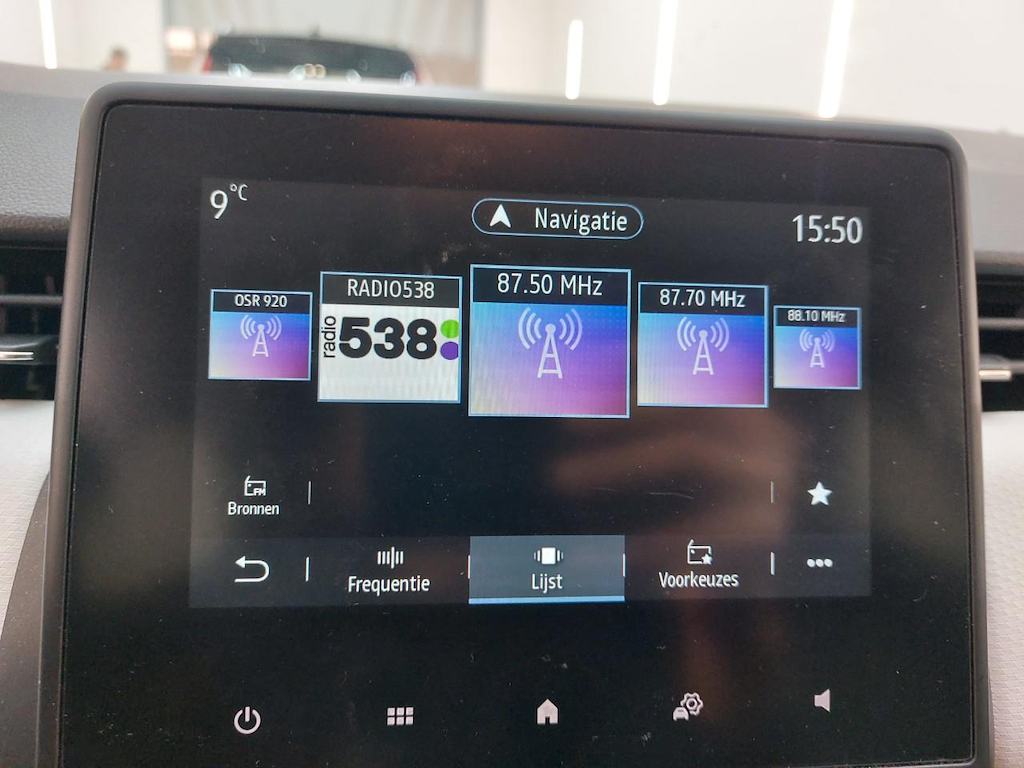 9°C
Navigatie
15:50
OSR 920
RADIO538
radio
538
87.50 MHz
87.70 MHz
88.10 MHz
FM
Bronnen
Frequentie
Lijst
Voorkeuzes